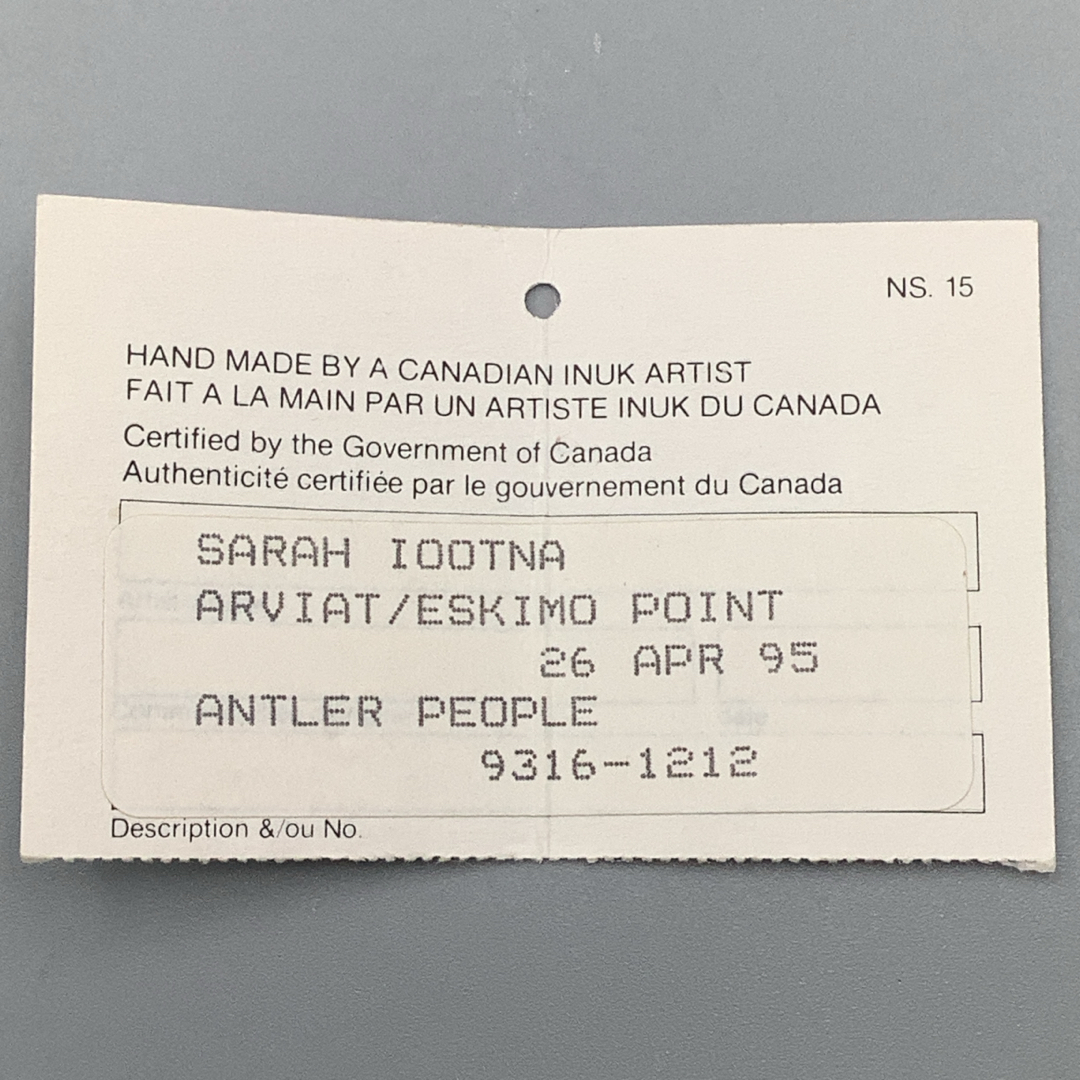 NS. 15
HAND MADE BY A CANADIAN INUK ARTIST
FAIT A LA MAIN PAR UN ARTISTE INUK DU CANADA
Certified by the Government of Canada
Authenticité certifiée par le gouvernement du Canada
SARAH IOOTNA
ARVIAT/ESKIMO POINT
26 APR 95
ANTLER PEOPLE
9316-1212
Description &/ou No.